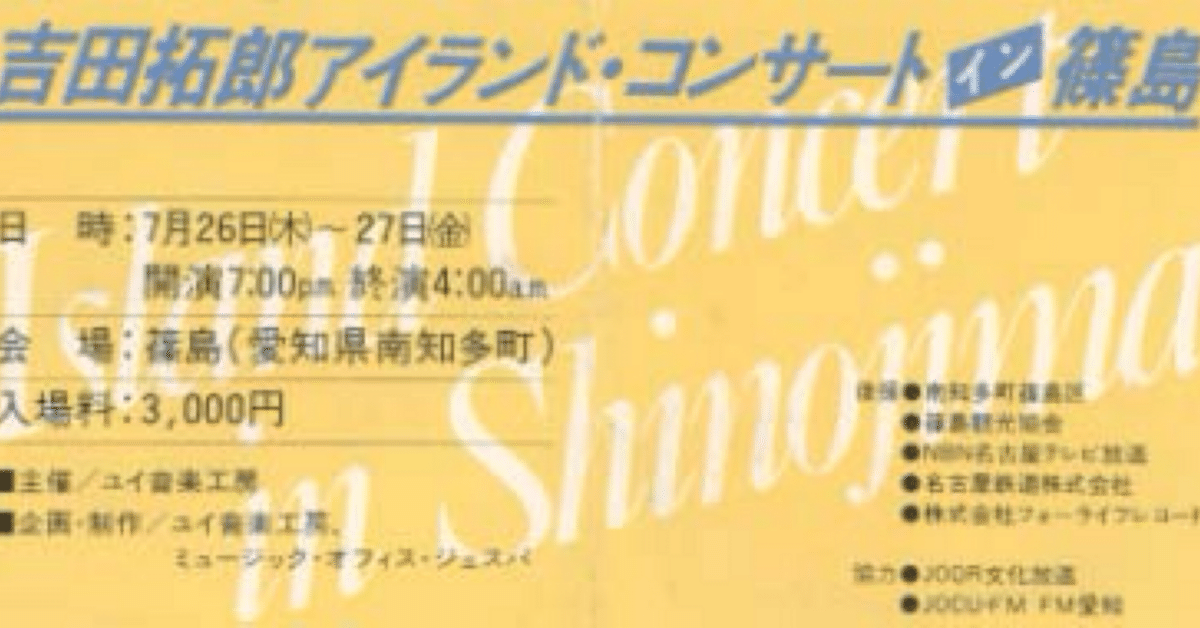 吉田拓郎アイランド・コンサートイン篠島
Island Concert
in Shinojima
日 時：7月26日㈭～27日㈮
開演7:00pm 終演4:00a.m.
会 場：篠島(愛知県南知多町)
入場料：3,000円
■主催／ユイ音楽工房
■企画・制作／ユイ音楽工房、
ミュージック・オフィス・ジェスパ
後援●南知多町篠島区
●篠島観光協会
●NBN名古屋テレビ放送
●名古屋鉄道株式会社
●株式会社フォーライフレコード
協力●JOQR文化放送
●FM愛知